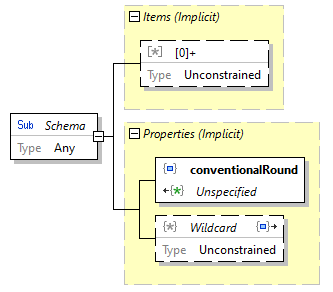 Items (Implicit)
[*] [0]+
Type Unconstrained
Sub Schema
Type Any
Properties (Implicit)
conventionalRound
{*} Unspecified
{*} Wildcard
Type Unconstrained